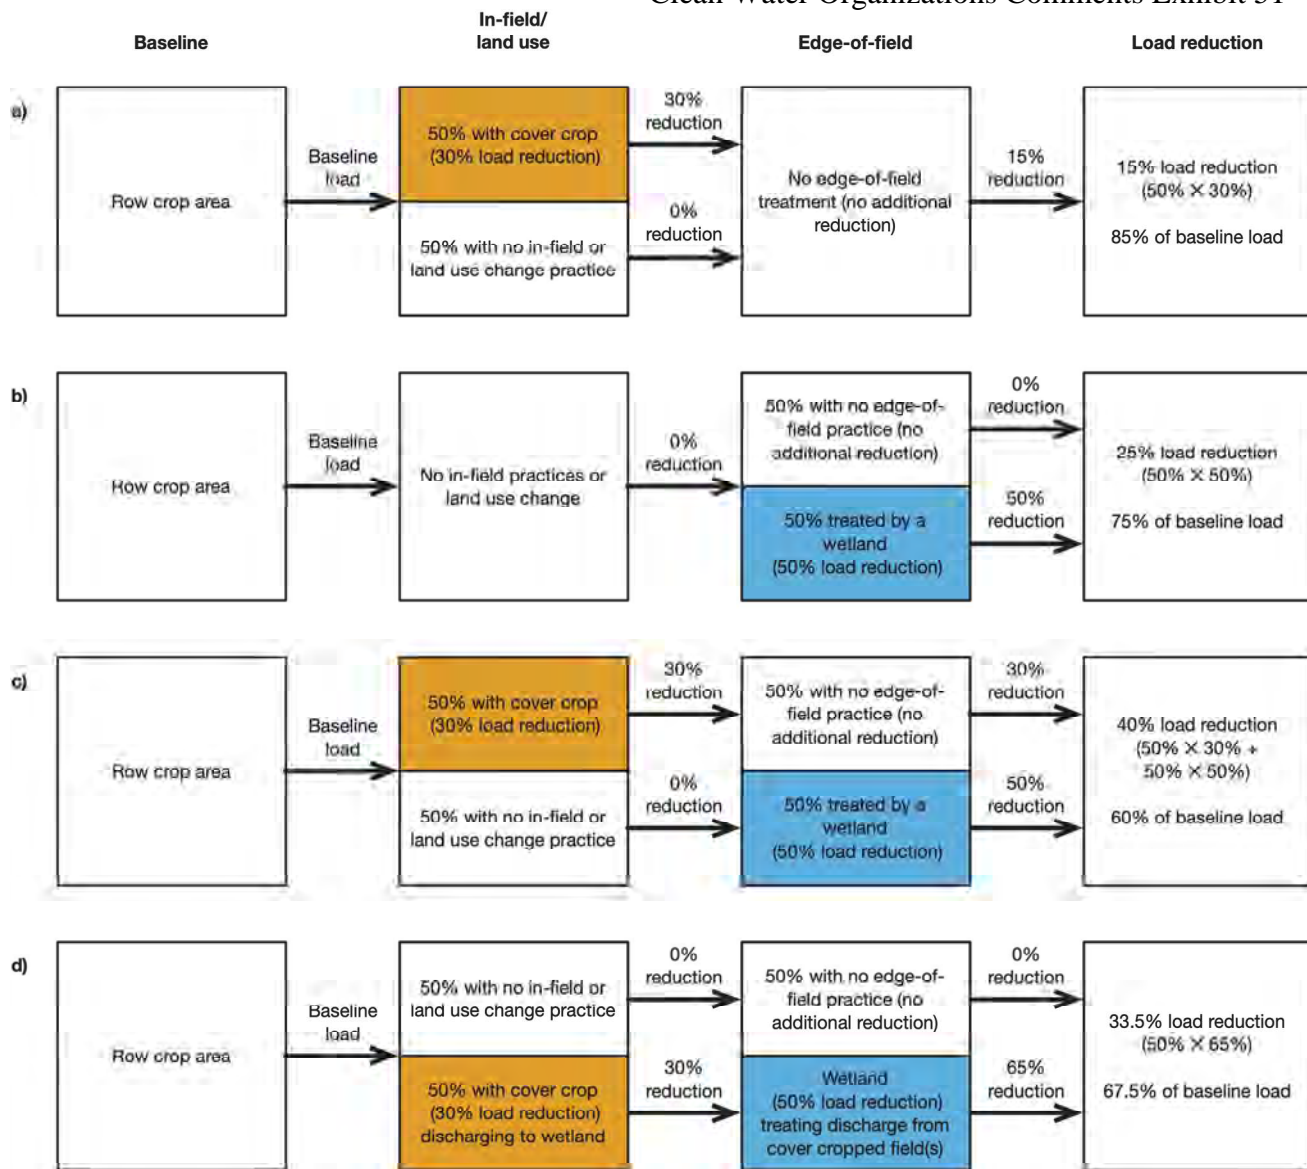 Clean Water Organizations Comments Exhibit 51
Baseline
In-field/
land use
Edge-of-field
Load reduction
a)
Row crop area
Baseline
load
50% with cover crop
(30% load reduction)
50% with no in-field or
land use change practice
30%
reduction
0%
reduction
No edge-of-field
treatment (no additional
reduction)
15%
reduction
15% load reduction
(50% × 30%)
85% of baseline load
b)
Row crop area
Baseline
load
No in-field practices or
land use change
0%
reduction
50% with no edge-of-
field practice (no
additional reduction)
50% treated by a
wetland
(50% load reduction)
0%
reduction
50%
reduction
25% load reduction
(50% × 50%)
75% of baseline load
c)
Row crop area
Baseline
load
50% with cover crop
(30% load reduction)
50% with no in-field or
land use change practice
30%
reduction
0%
reduction
50% with no edge-of-
field practice (no
additional reduction)
50% treated by a
wetland
(50% load reduction)
30%
reduction
50%
reduction
40% load reduction
(50% × 30% +
50% × 50%)
60% of baseline load
d)
Row crop area
Baseline
load
50% with no in-field or
land use change practice
50% with cover crop
(30% load reduction)
discharging to wetland
0%
reduction
30%
reduction
50% with no edge-of-
field practice (no
additional reduction)
Wetland
(50% load reduction)
treating discharge from
cover cropped field(s)
0%
reduction
65%
reduction
33.5% load reduction
(50% × 65%)
67.5% of baseline load